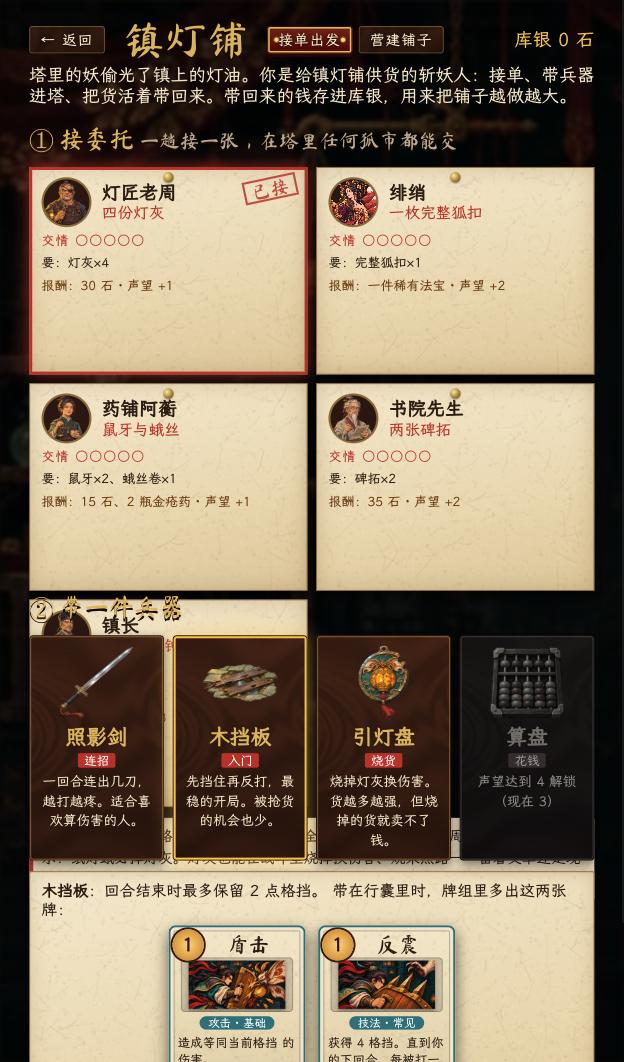 ← 返回
镇灯铺
接单出发
营建铺子
库银 0 石
塔里的妖偷光了镇上的灯油。你是给镇灯铺供货的斩妖人：接单、带兵器
进塔、把货活着带回来。带回来的钱存进库银，用来把铺子越做越大。
① 接委托 一趟接一张，在塔里任何狐市都能交
灯匠老周
四份灯灰
已接
交情 ○○○○○
要：灯灰×4
报酬：30 石·声望 +1
绯绡
一枚完整狐扣
交情 ○○○○○
要：完整狐扣×1
报酬：一件稀有法宝·声望 +2
药铺阿蘅
鼠牙与蛾丝
交情 ○○○○○
要：鼠牙×2、蛾丝卷×1
报酬：15 石、2 瓶金疮药·声望 +1
书院先生
两张碑拓
交情 ○○○○○
要：碑拓×2
报酬：35 石·声望 +2
② 带一件兵器
镇长
照影剑
连招
一回合连出几刀，
越打越疼。适合喜
欢算伤害的人。
木挡板
入门
先挡住再反打，最
稳的开局。被抢货
的机会也少。
引灯盘
烧货
烧掉灯灰换伤害。
货越多越强，但烧
掉的货就卖不了
钱。
算盘
花钱
声望达到 4 解锁
（现在 3）
木挡板：回合结束时最多保留 2 点格挡。 带在行囊里时，牌组里多出这两张
牌：
1
盾击
攻击·基础
造成等同当前格挡 的
伤害。
1
反震
技法·常见
获得 4 格挡。直到你
的下回合，每被打一